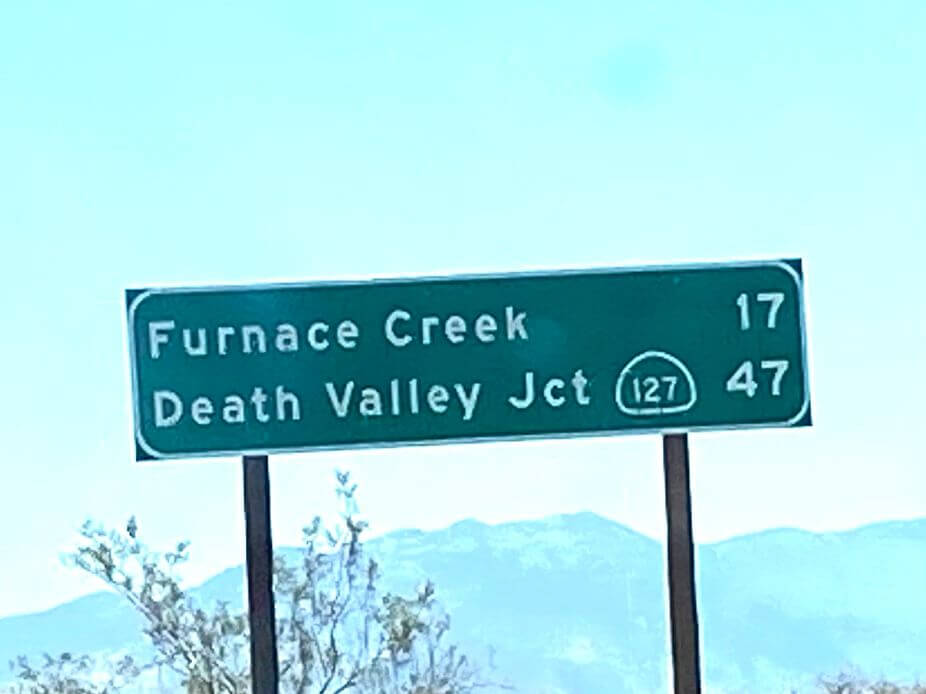 Furnace Creek 17
Death Valley Jct 127 47